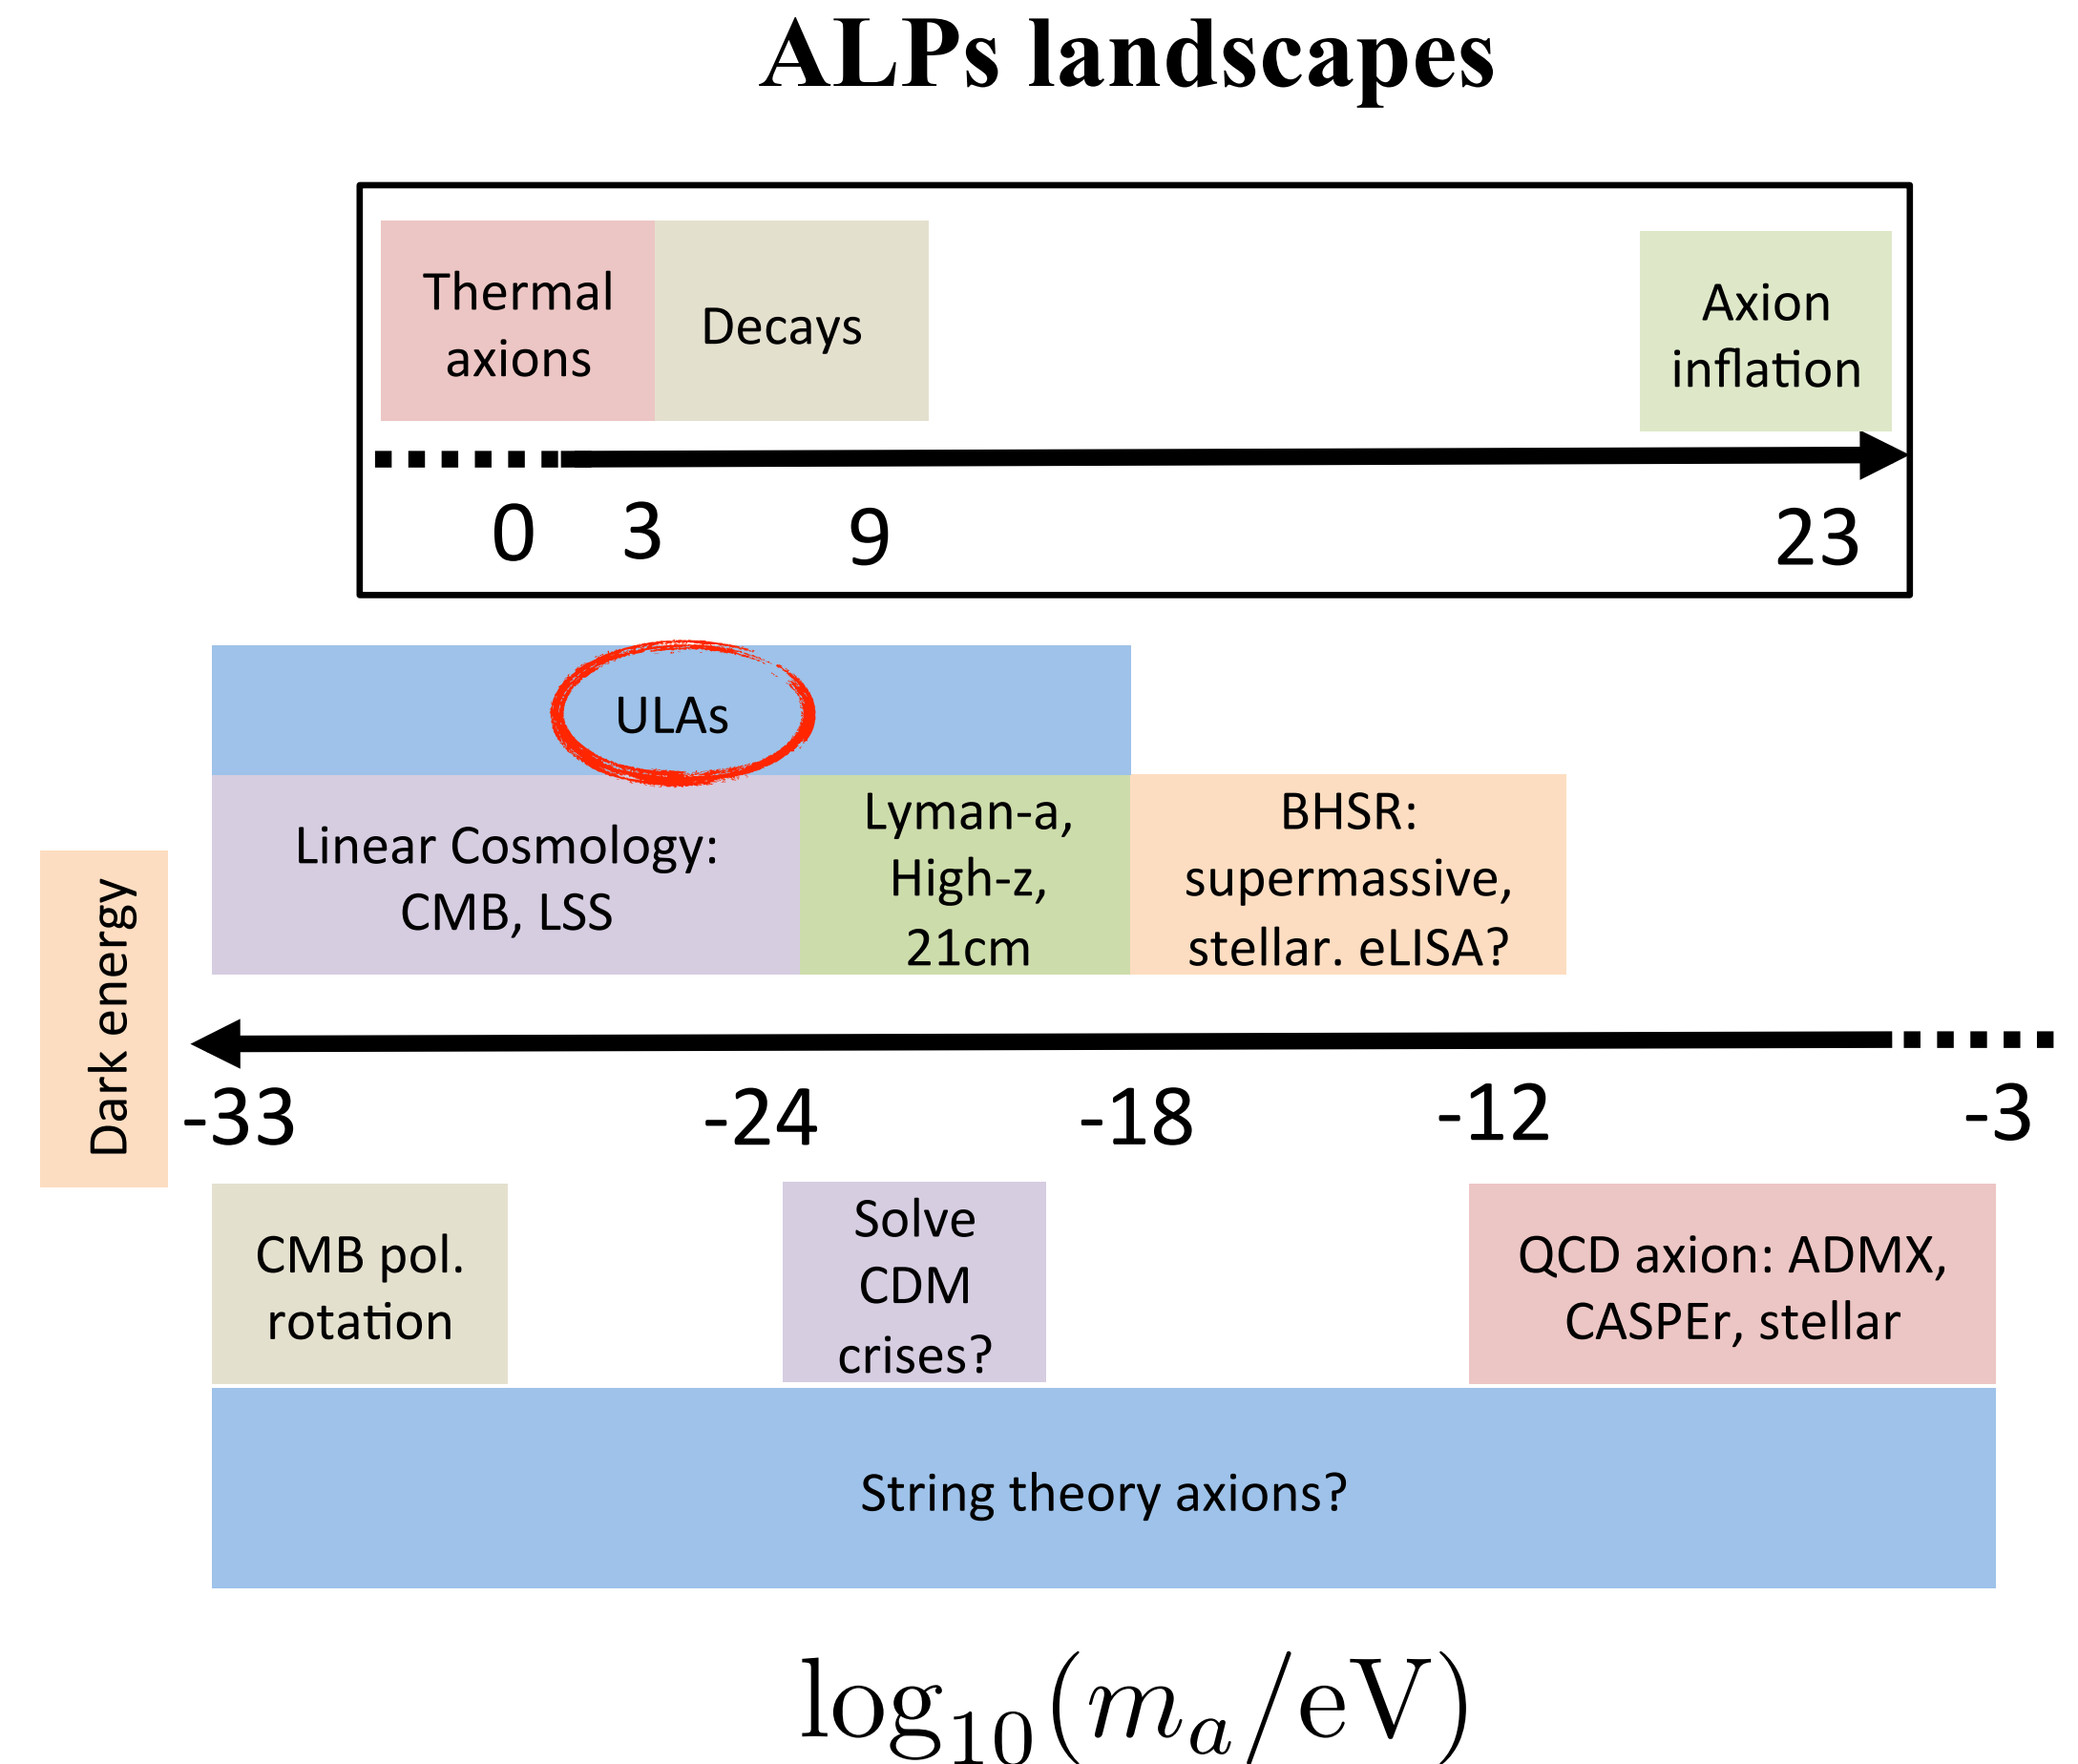 ALPs landscapes
Thermal
axions
Decays
Axion
inflation
0 3 9 23
ULAs
Linear Cosmology:
CMB, LSS
Lyman-a,
High-z,
21cm
BHSR:
supermassive,
stellar. eLISA?
Dark energy
-33 -24 -18 -12 -3
CMB pol.
rotation
Solve
CDM
crises?
QCD axion: ADMX,
CASPEr, stellar
String theory axions?
log₁₀(mₐ/eV)